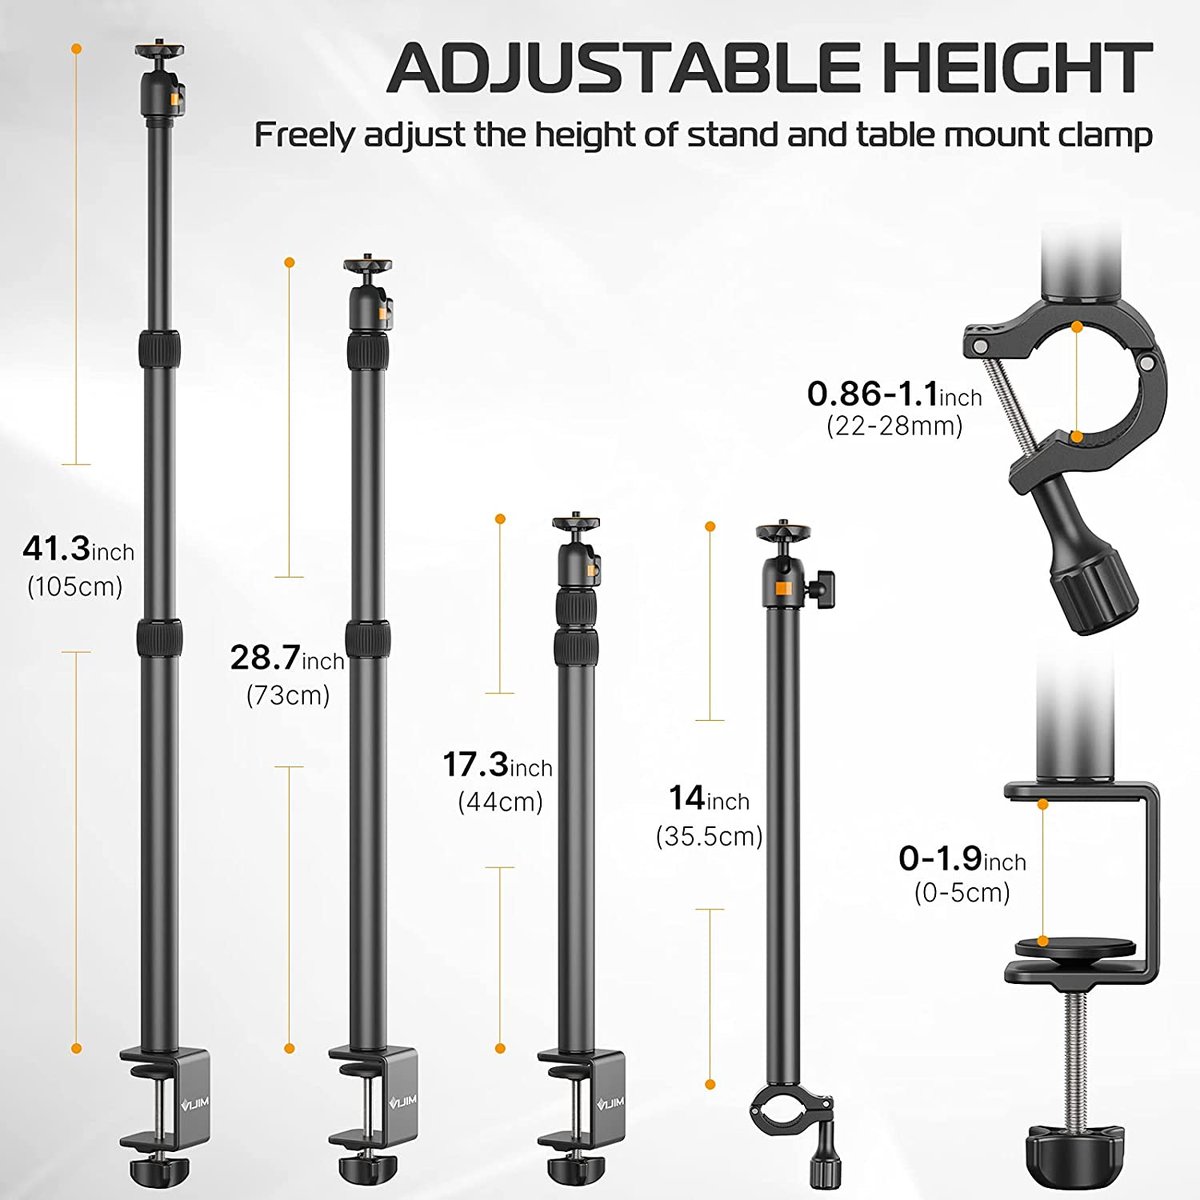 ADJUSTABLE HEIGHT
Freely adjust the height of stand and table mount clamp
0.86-1.1inch
(22-28mm)
41.3inch
(105cm)
28.7inch
(73cm)
17.3inch
(44cm)
14inch
(35.5cm)
0-1.9inch
(0-5cm)
VIJIM
VIJIM
VIJIM